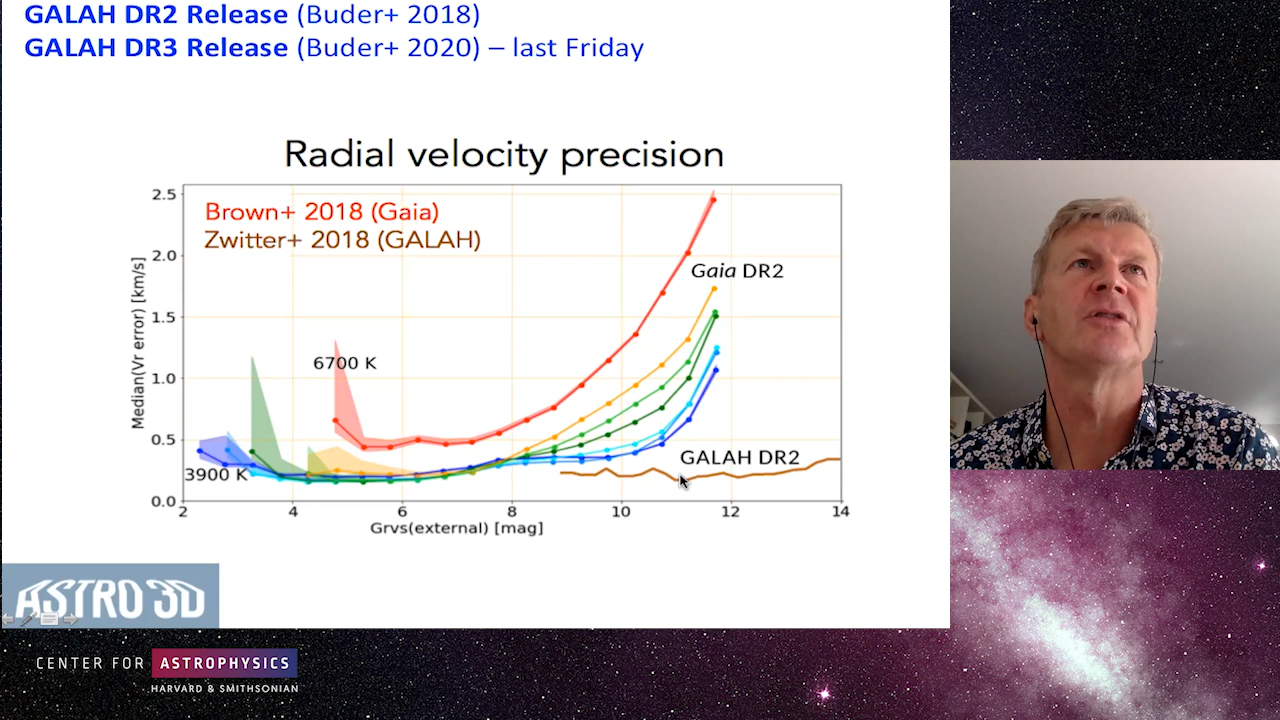 GALAH DR2 Release (Buder+ 2018)
GALAH DR3 Release (Buder+ 2020) – last Friday
Radial velocity precision
Brown+ 2018 (Gaia)
Zwitter+ 2018 (GALAH)
Gaia DR2
6700 K
GALAH DR2
3900 K
Median(Vr error) [km/s]
2.5
2.0
1.5
1.0
0.5
0.0
2 4 6 8 10 12 14
Grvs(external) [mag]
ASTRO 3D
CENTER FOR ASTROPHYSICS
HARVARD & SMITHSONIAN